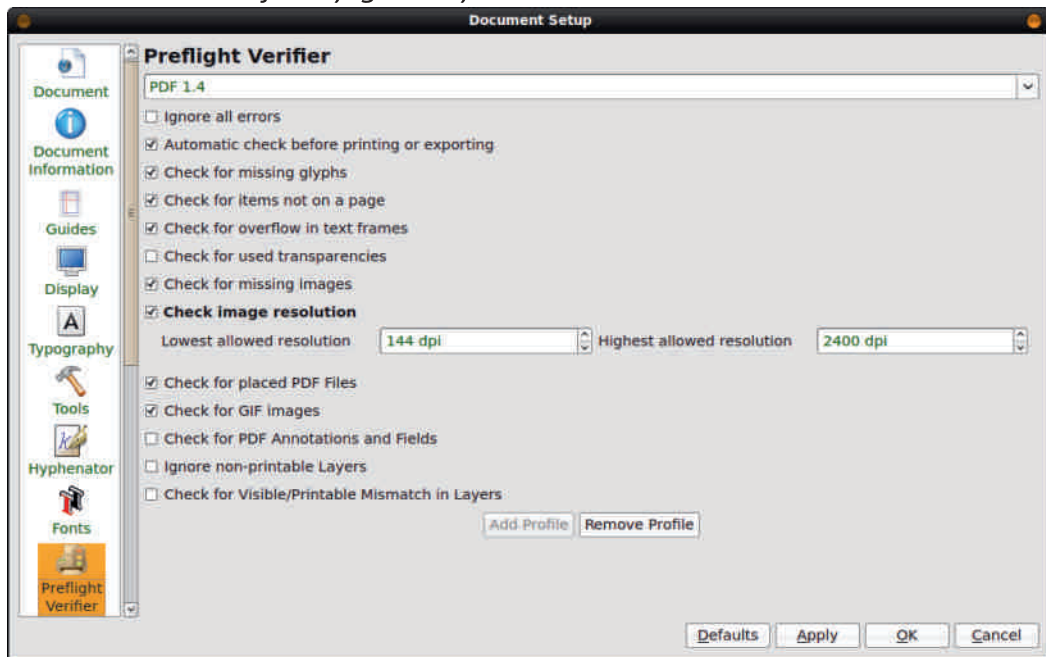 Document Setup
Document
Document
Information
Guides
Display
Typography
Tools
Hyphenator
Fonts
Preflight
Verifier
Preflight Verifier
PDF 1.4
Ignore all errors
Automatic check before printing or exporting
Check for missing glyphs
Check for items not on a page
Check for overflow in text frames
Check for used transparencies
Check for missing images
Check image resolution
Lowest allowed resolution 144 dpi Highest allowed resolution 2400 dpi
Check for placed PDF Files
Check for GIF images
Check for PDF Annotations and Fields
Ignore non-printable Layers
Check for Visible/Printable Mismatch in Layers
Add Profile Remove Profile
Defaults Apply OK Cancel